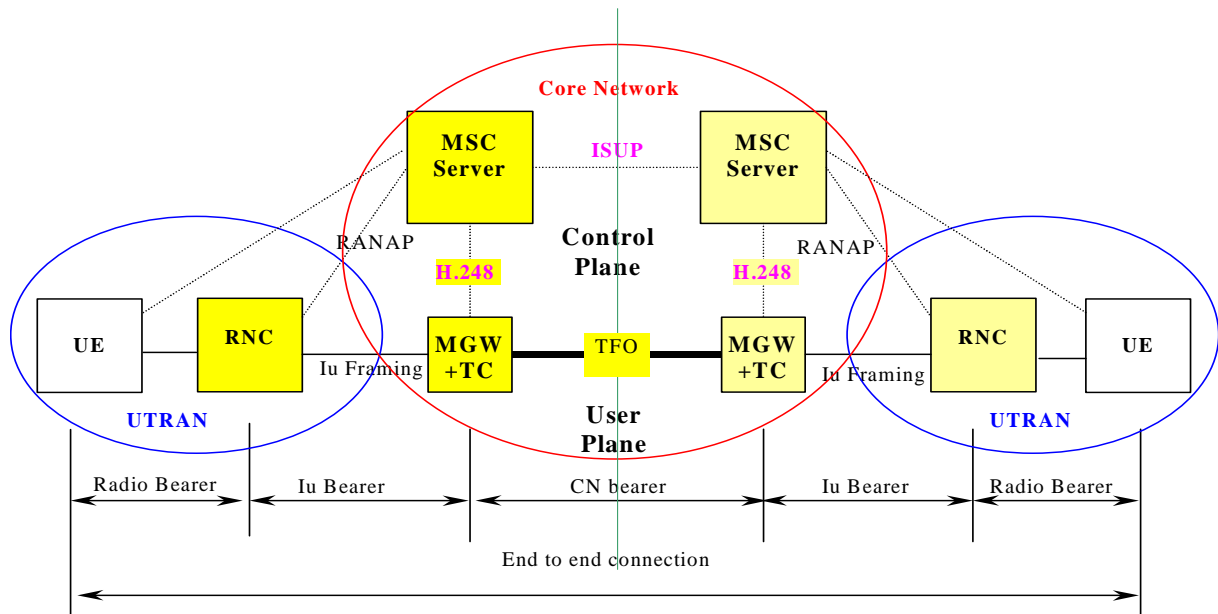 Core Network
MSC
Server
ISUP
MSC
Server
RANAP
Control
Plane
RANAP
H.248
H.248
UE
RNC
MGW
+TC
TFO
MGW
+TC
RNC
UE
Iu Framing
Iu Framing
UTRAN
User
Plane
UTRAN
Radio Bearer
Iu Bearer
CN bearer
Iu Bearer
Radio Bearer
End to end connection